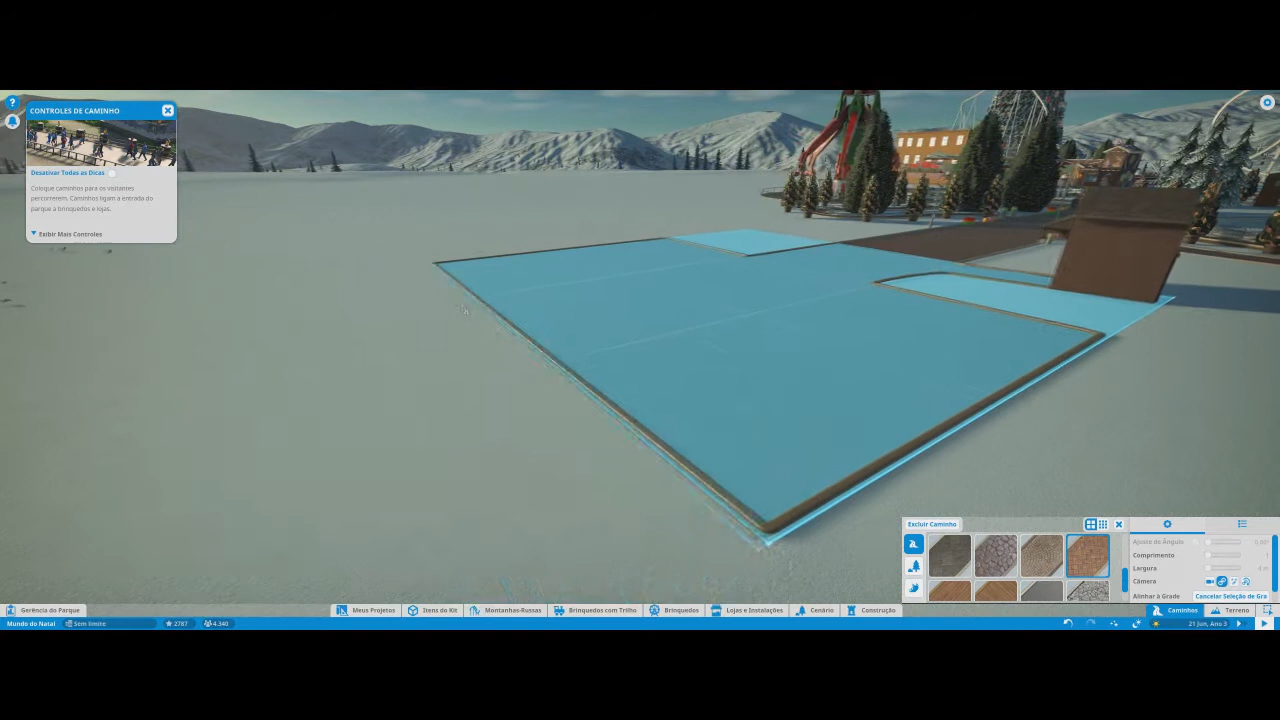 ?
CONTROLES DE CAMINHO
Desativar Todas as Dicas
Coloque caminhos para os visitantes
percorrerem. Caminhos ligam a entrada do
parque a brinquedos e lojas.
Exibir Mais Controles
Excluir Caminho
Ajuste de Ângulo
Comprimento
Largura
Câmera
Alinhar à Grade Cancelar Seleção de Gra
Gerência do Parque Meus Projetos Itens do Kit Montanhas-Russas Brinquedos com Trilho Brinquedos Lojas e Instalações Cenário Construção Caminhos Terreno
Mundo do Natal Sem limite 2787 4.340 21 Jun, Ano 3